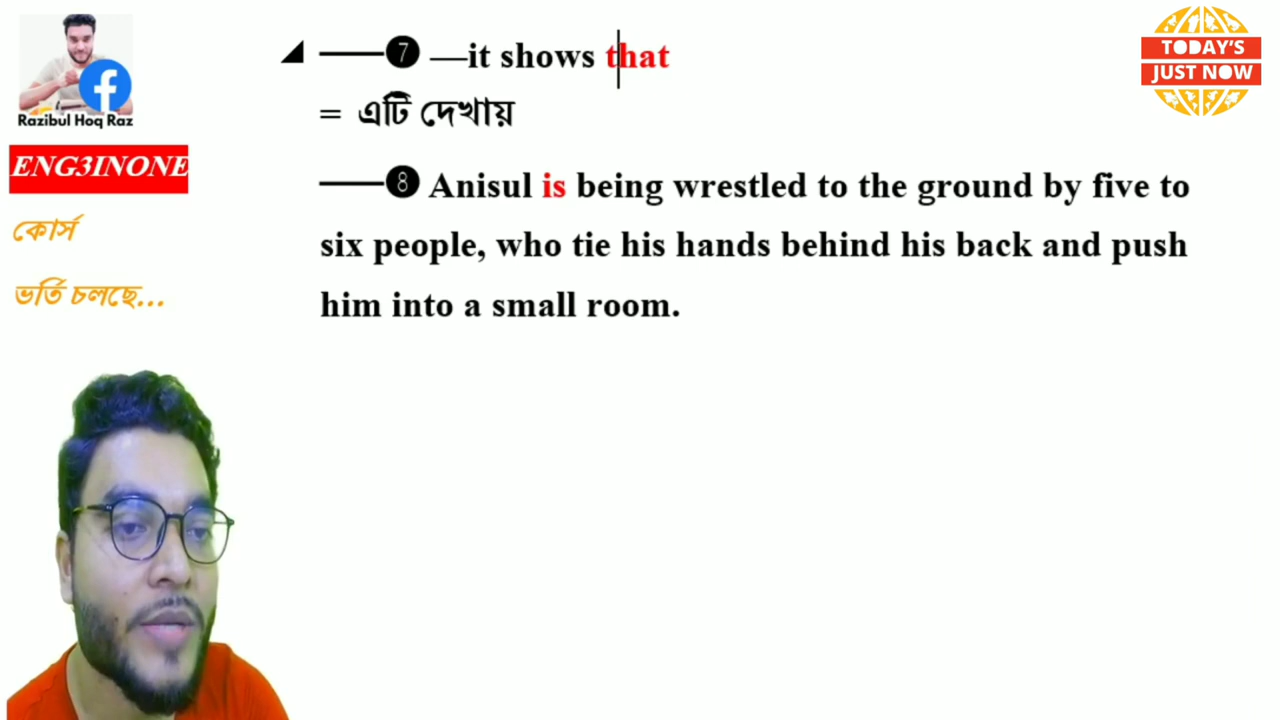 ❼ —it shows that
= এটি দেখায়
❽ Anisul is being wrestled to the ground by five to
six people, who tie his hands behind his back and push
him into a small room.
Razibul Hoq Raz
ENG3INONE
কোর্স
ভর্তি চলছে...
TODAY'S
JUST NOW